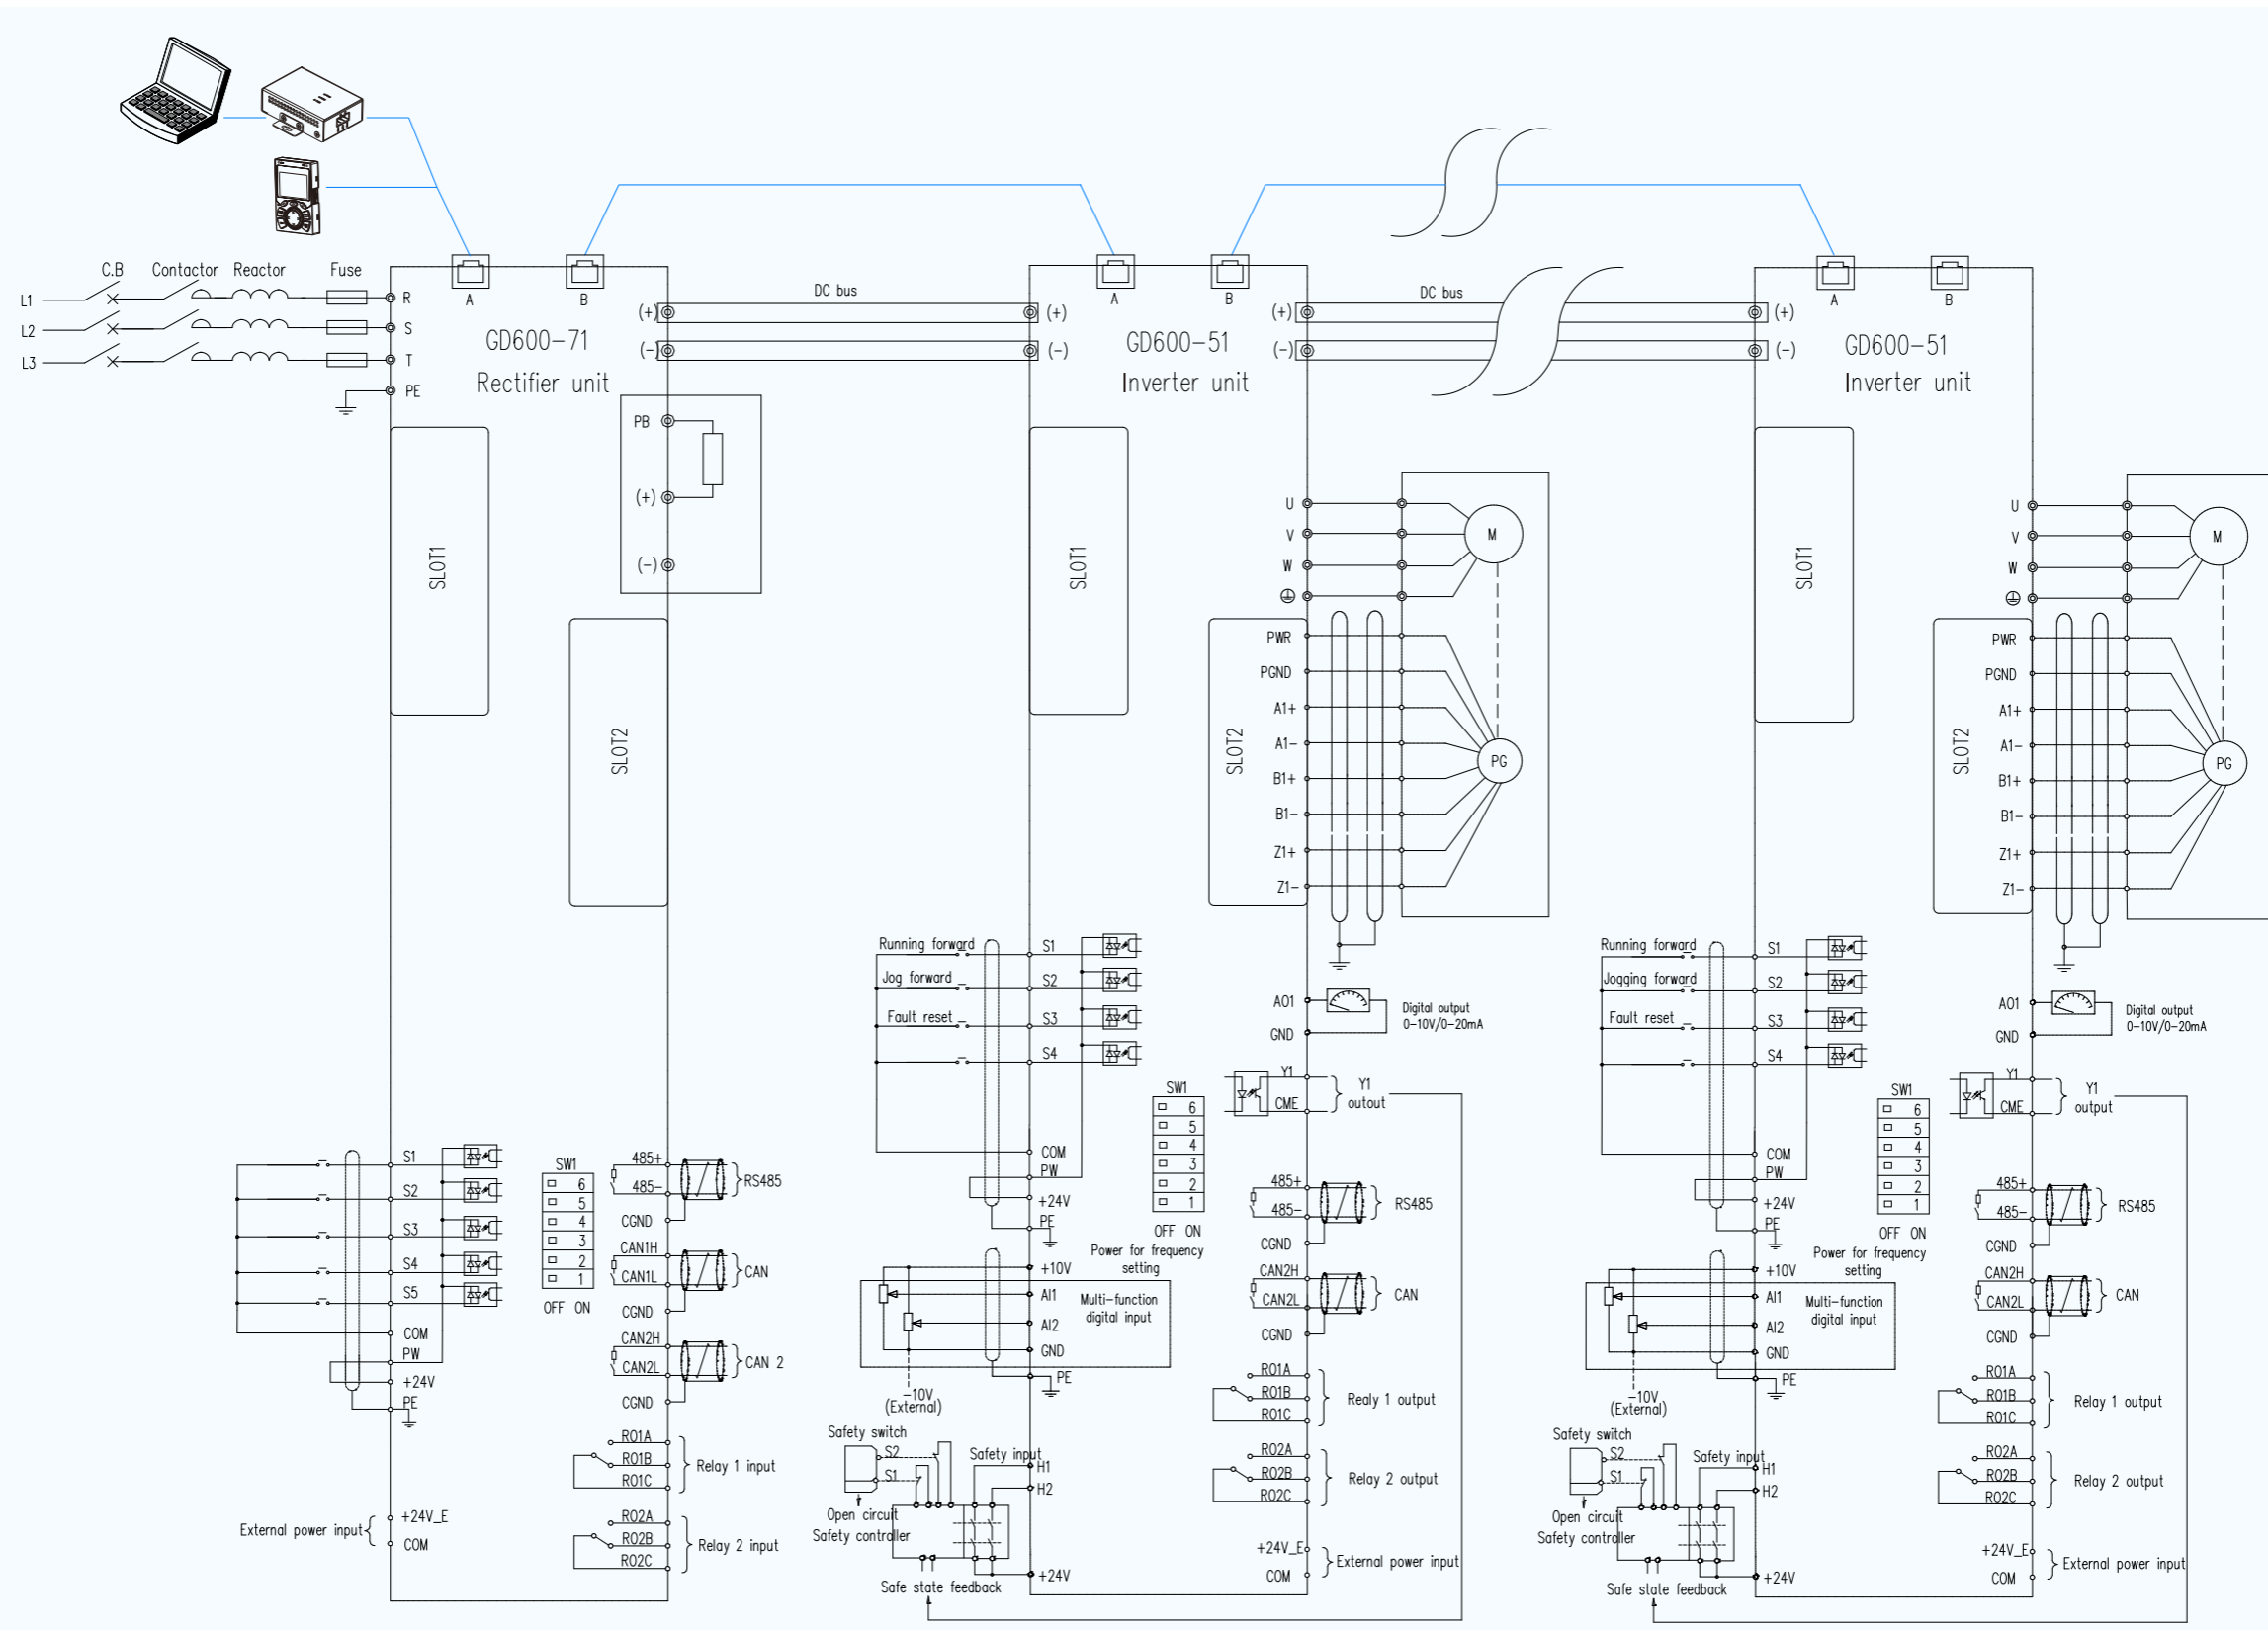 C.B Contactor Reactor Fuse
L1
L2
L3
R
S
T
PE
A
B
GD600-71
Rectifier unit
(+)
(-)
DC bus
PB
(+)
(-)
SLOT1
SLOT2
S1
S2
S3
S4
S5
COM
PW
+24V
PE
SW1
6
5
4
3
2
1
OFF ON
485+
485-
CGND
RS485
CAN1H
CAN1L
CGND
CAN
CAN2H
CAN2L
CGND
CAN 2
RO1A
RO1B
RO1C
Relay 1 input
RO2A
RO2B
RO2C
Relay 2 input
External power input
+24V_E
COM
A
B
(+)
(-)
GD600-51
Inverter unit
(+)
(-)
DC bus
SLOT1
U
V
W
M
SLOT2
PWR
PGND
A1+
A1-
B1+
B1-
Z1+
Z1-
PG
Running forward
Jog forward
Fault reset
S1
S2
S3
S4
COM
PW
+24V
PE
AO1
GND
Digital output
0-10V/0-20mA
Y1
CME
Y1
outout
SW1
6
5
4
3
2
1
OFF ON
Power for frequency
setting
+10V
AI1
AI2
GND
PE
Multi-function
digital input
-10V
(External)
485+
485-
CGND
RS485
CAN2H
CAN2L
CGND
CAN
RO1A
RO1B
RO1C
Realy 1 output
RO2A
RO2B
RO2C
Relay 2 output
Safety switch
S2
S1
Safety input
H1
H2
Open circuit
Safety controller
Safe state feedback
+24V
+24V_E
COM
External power input
A
B
(+)
(-)
GD600-51
Inverter unit
SLOT1
U
V
W
M
SLOT2
PWR
PGND
A1+
A1-
B1+
B1-
Z1+
Z1-
PG
Running forward
Jogging forward
Fault reset
S1
S2
S3
S4
COM
PW
+24V
PE
AO1
GND
Digital output
0-10V/0-20mA
Y1
CME
Y1
output
SW1
6
5
4
3
2
1
OFF ON
Power for frequency
setting
+10V
AI1
AI2
GND
PE
Multi-function
digital input
-10V
(External)
485+
485-
CGND
RS485
CAN2H
CAN2L
CGND
CAN
RO1A
RO1B
RO1C
Relay 1 output
RO2A
RO2B
RO2C
Relay 2 output
Safety switch
S2
S1
Safety input
H1
H2
Open circuit
Safety controller
Safe state feedback
+24V
+24V_E
COM
External power input